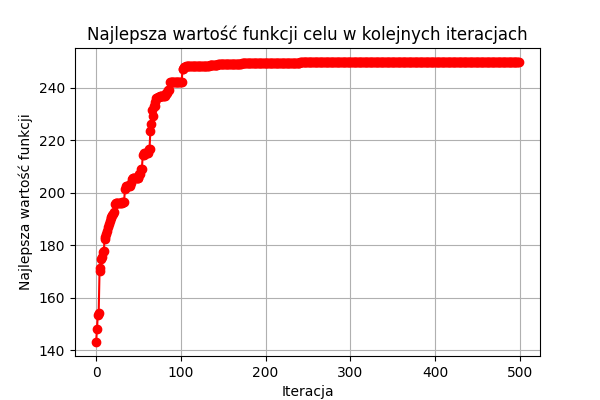 Najlepsza wartość funkcji celu w kolejnych iteracjach
Najlepsza wartość funkcji
240
220
200
180
160
140
0 100 200 300 400 500
Iteracja